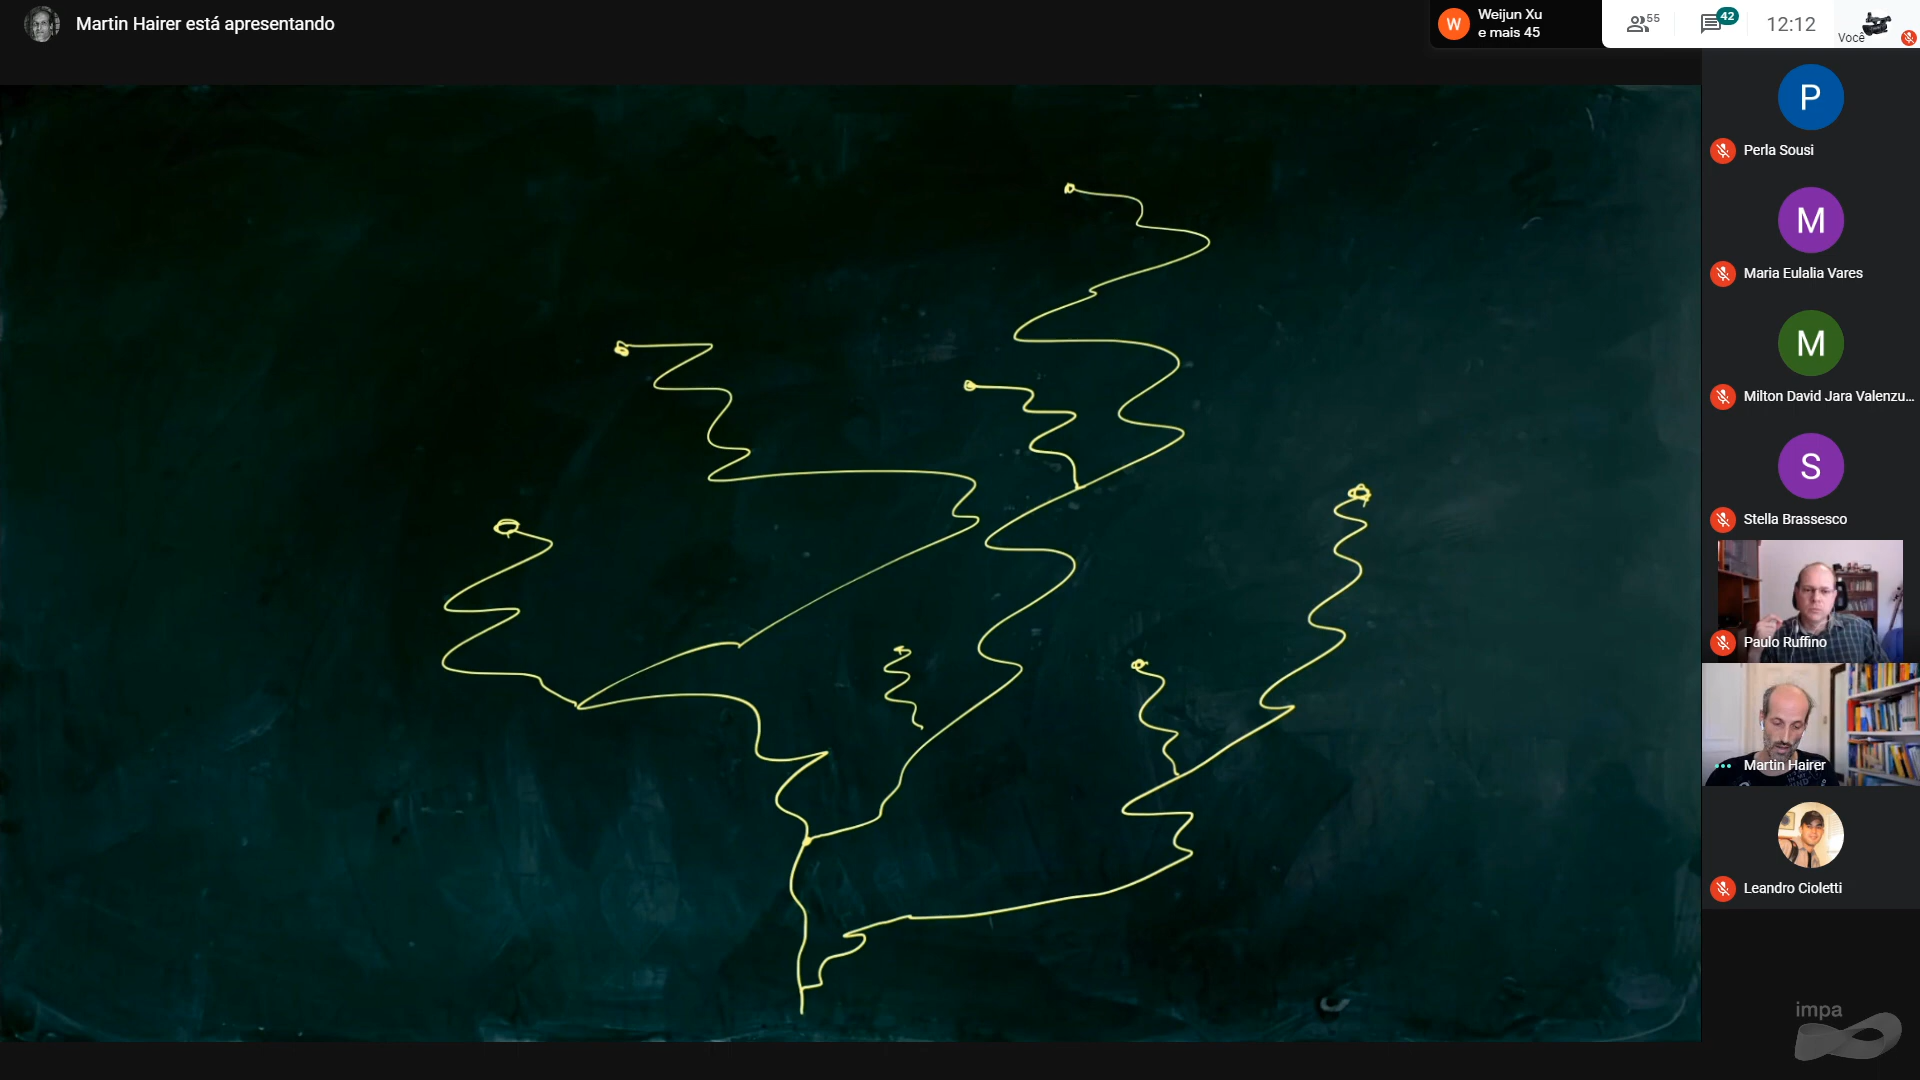 Martin Hairer está apresentando
W
Weijun Xu
e mais 45
55
42
12:12
Você
P
Perla Sousi
M
Maria Eulalia Vares
M
Milton David Jara Valenzu...
S
Stella Brassesco
Paulo Ruffino
Martin Hairer
Leandro Cioletti
impa